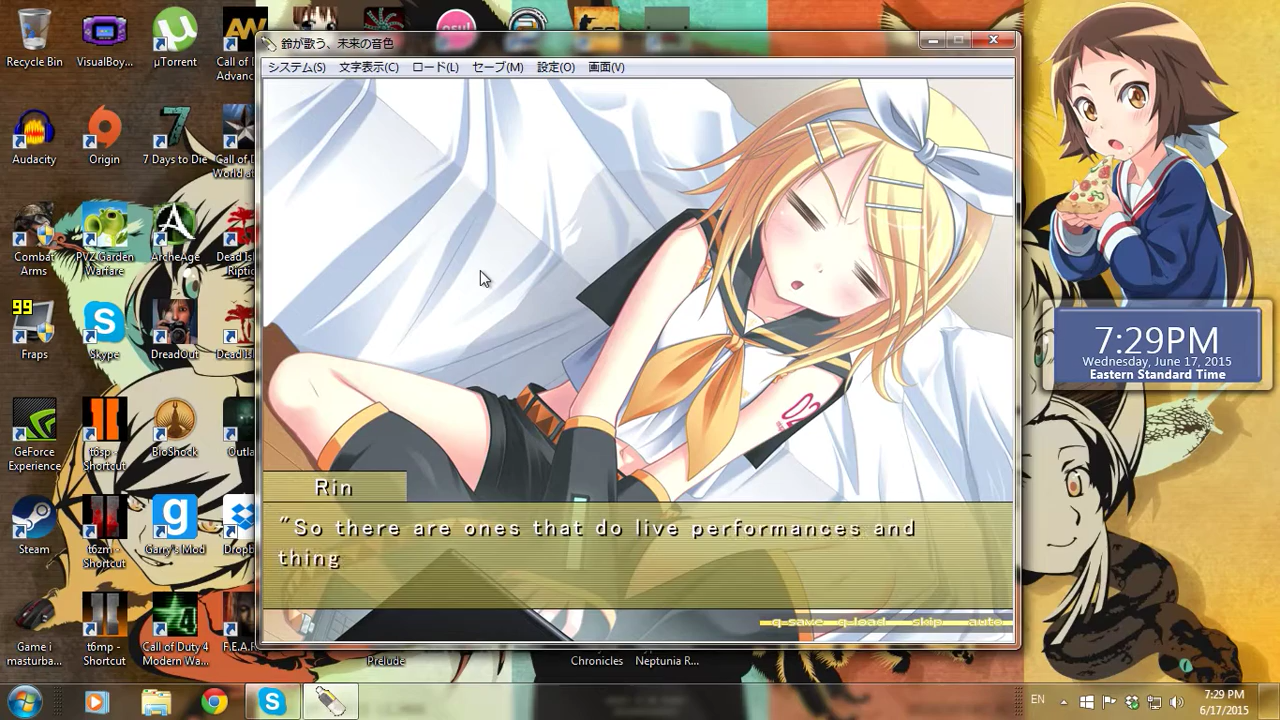 Recycle Bin
VisualBoy...
µTorrent
Call of
Advanc
AW
osu!
鈴が歌う、未来の音色
システム(S) 文字表示(C) ロード(L) セーブ(M) 設定(O) 画面(V)
Audacity
Origin
7 Days to Die
Call of D
World a
Combat
Arms
PVZ Garden
Warfare
ArcheAge
Dead Is
Riptic
99
Fraps
Skype
DreadOut
Dead Isl
GeForce
Experience
t6sp -
Shortcut
BioShock
Outla
Steam
t6zm -
Shortcut
Garry's Mod
Dropb
Game i
masturba...
t6mp -
Shortcut
Call of Duty 4
Modern Wa...
F.E.A.F
02
Rin
"So there are ones that do live performances and
thing
q-save q-load skip auto
Prelude
Chronicles
Neptunia R...
7:29PM
Wednesday, June 17, 2015
Eastern Standard Time
EN
7:29 PM
6/17/2015